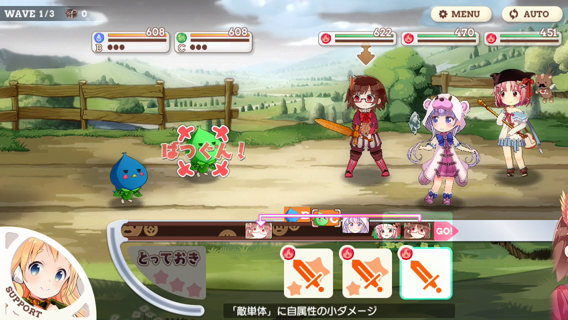 WAVE 1/3
0
MENU
AUTO
608
B
608
C
622
470
451
ばつぐん!
GO!
とっておき
SUPPORT
「敵単体」に自属性の小ダメージ